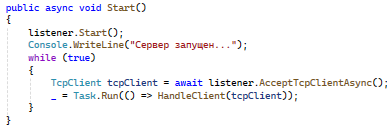 public async void Start()
{
listener.Start();
Console.WriteLine("Сервер запущен...");
while (true)
{
TcpClient tcpClient = await listener.AcceptTcpClientAsync();
_ = Task.Run(() => HandleClient(tcpClient));
}
}